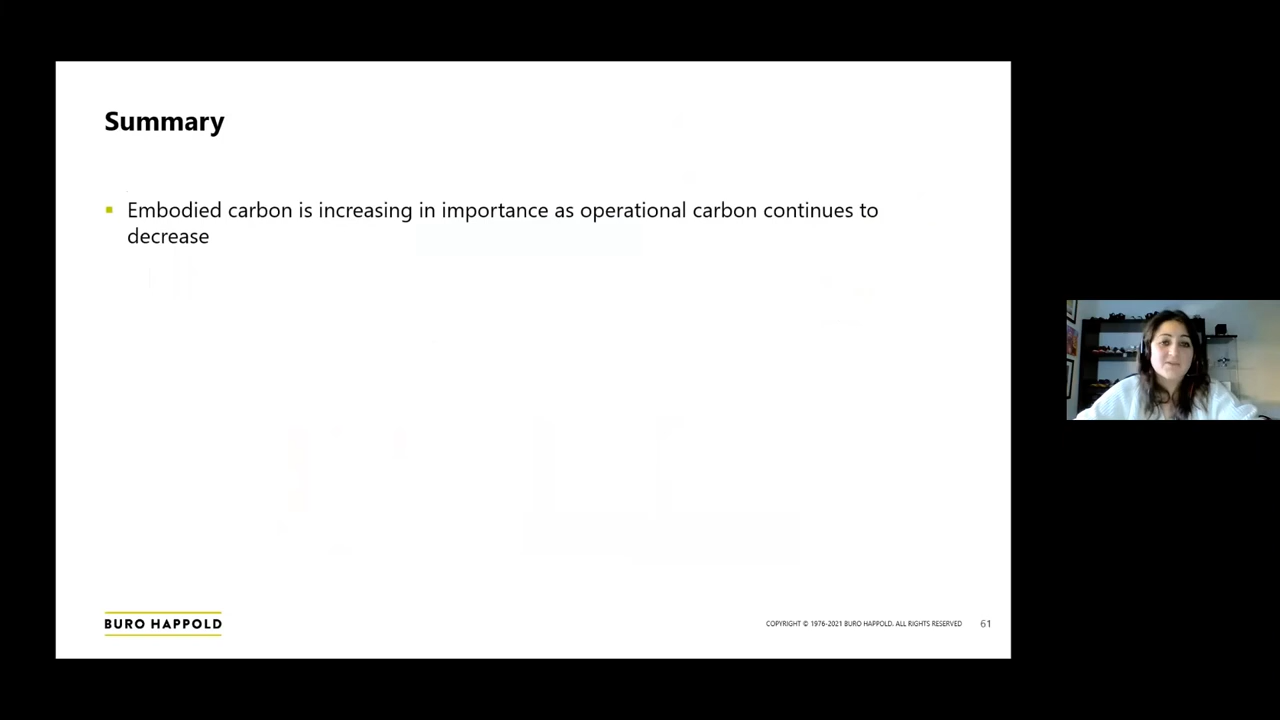 Summary
Embodied carbon is increasing in importance as operational carbon continues to
decrease
BURO HAPPOLD
COPYRIGHT © 1976-2021 BURO HAPPOLD. ALL RIGHTS RESERVED
61